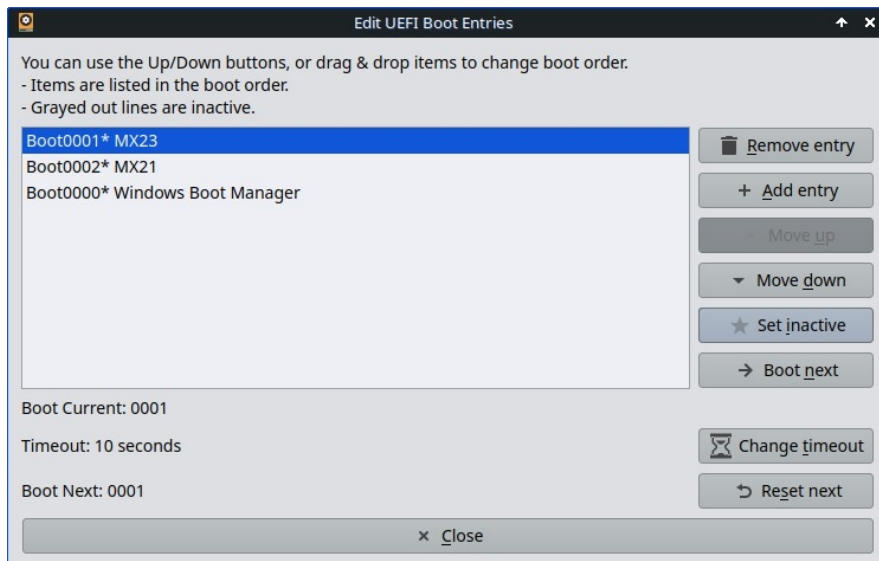 Edit UEFI Boot Entries
You can use the Up/Down buttons, or drag & drop items to change boot order.
- Items are listed in the boot order.
- Grayed out lines are inactive.
Boot0001* MX23
Boot0002* MX21
Boot0000* Windows Boot Manager
Remove entry
+ Add entry
Move up
Move down
Set inactive
Boot next
Boot Current: 0001
Timeout: 10 seconds
Change timeout
Boot Next: 0001
Reset next
Close